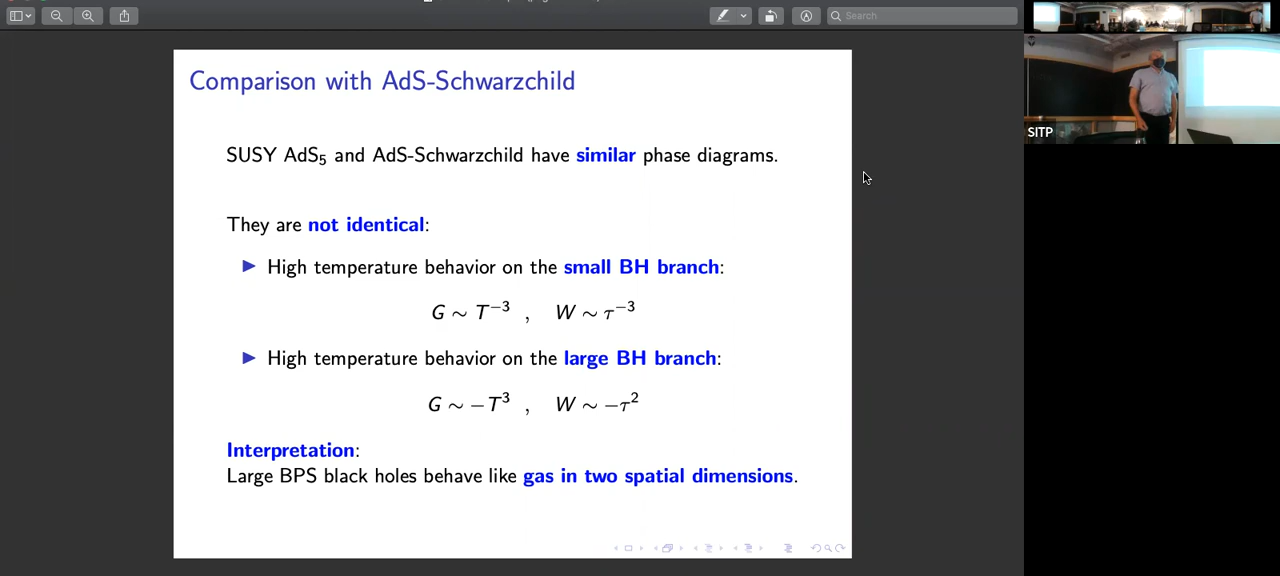 Search
Comparison with AdS-Schwarzchild
SUSY AdS₅ and AdS-Schwarzchild have similar phase diagrams.
They are not identical:
▶ High temperature behavior on the small BH branch:
G ∼ T⁻³ , W ∼ τ⁻³
▶ High temperature behavior on the large BH branch:
G ∼ −T³ , W ∼ −τ²
Interpretation:
Large BPS black holes behave like gas in two spatial dimensions.
SITP